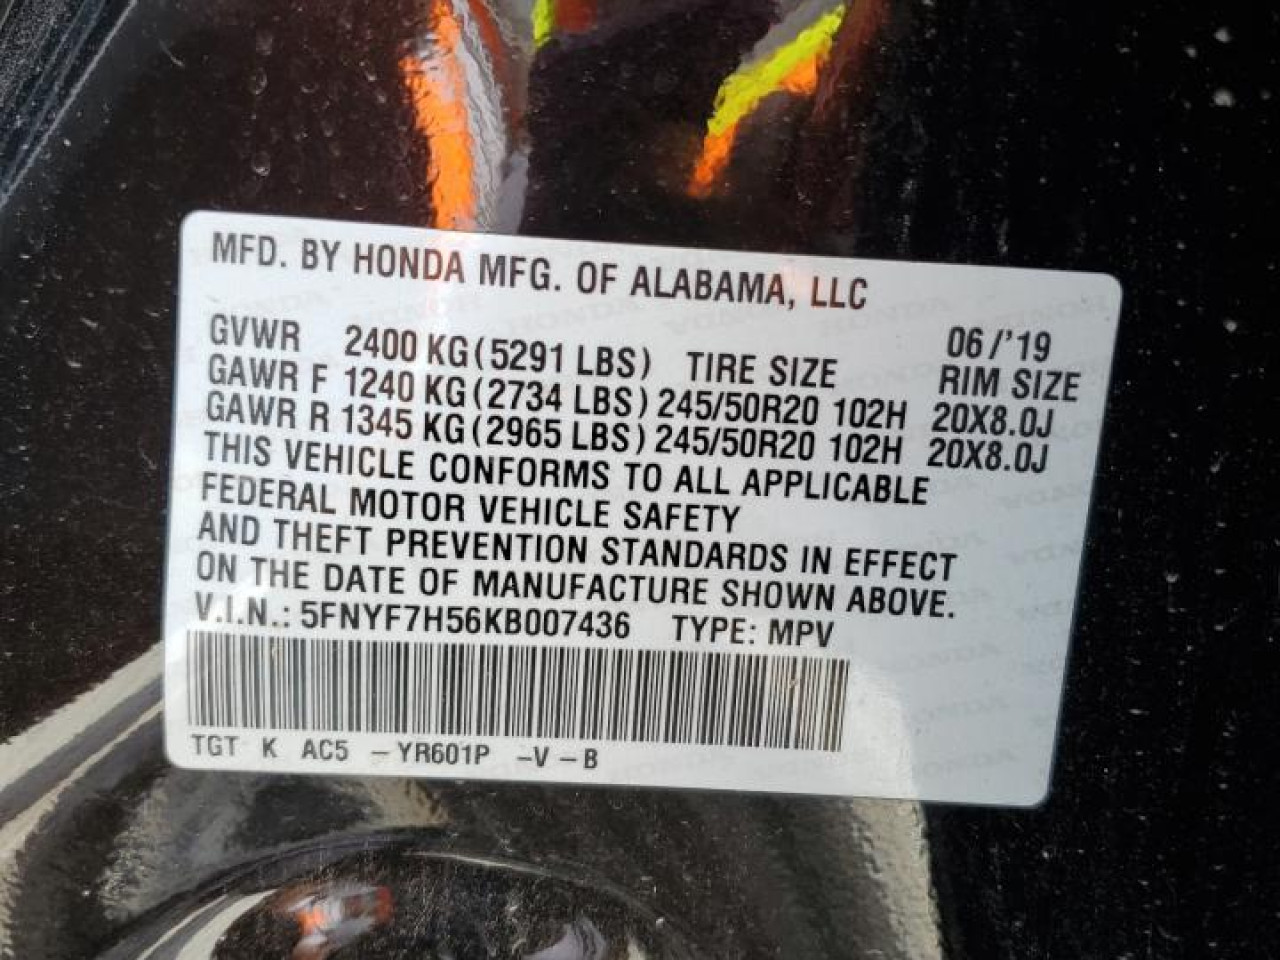 MFD. BY HONDA MFG. OF ALABAMA, LLC
06/'19
GVWR 2400 KG(5291 LBS) TIRE SIZE RIM SIZE
GAWR F 1240 KG(2734 LBS) 245/50R20 102H 20X8.0J
GAWR R 1345 KG(2965 LBS) 245/50R20 102H 20X8.0J
THIS VEHICLE CONFORMS TO ALL APPLICABLE
FEDERAL MOTOR VEHICLE SAFETY
AND THEFT PREVENTION STANDARDS IN EFFECT
ON THE DATE OF MANUFACTURE SHOWN ABOVE.
V.I.N.: 5FNYF7H56KB007436 TYPE: MPV
TGT K AC5 -YR601P -V-B